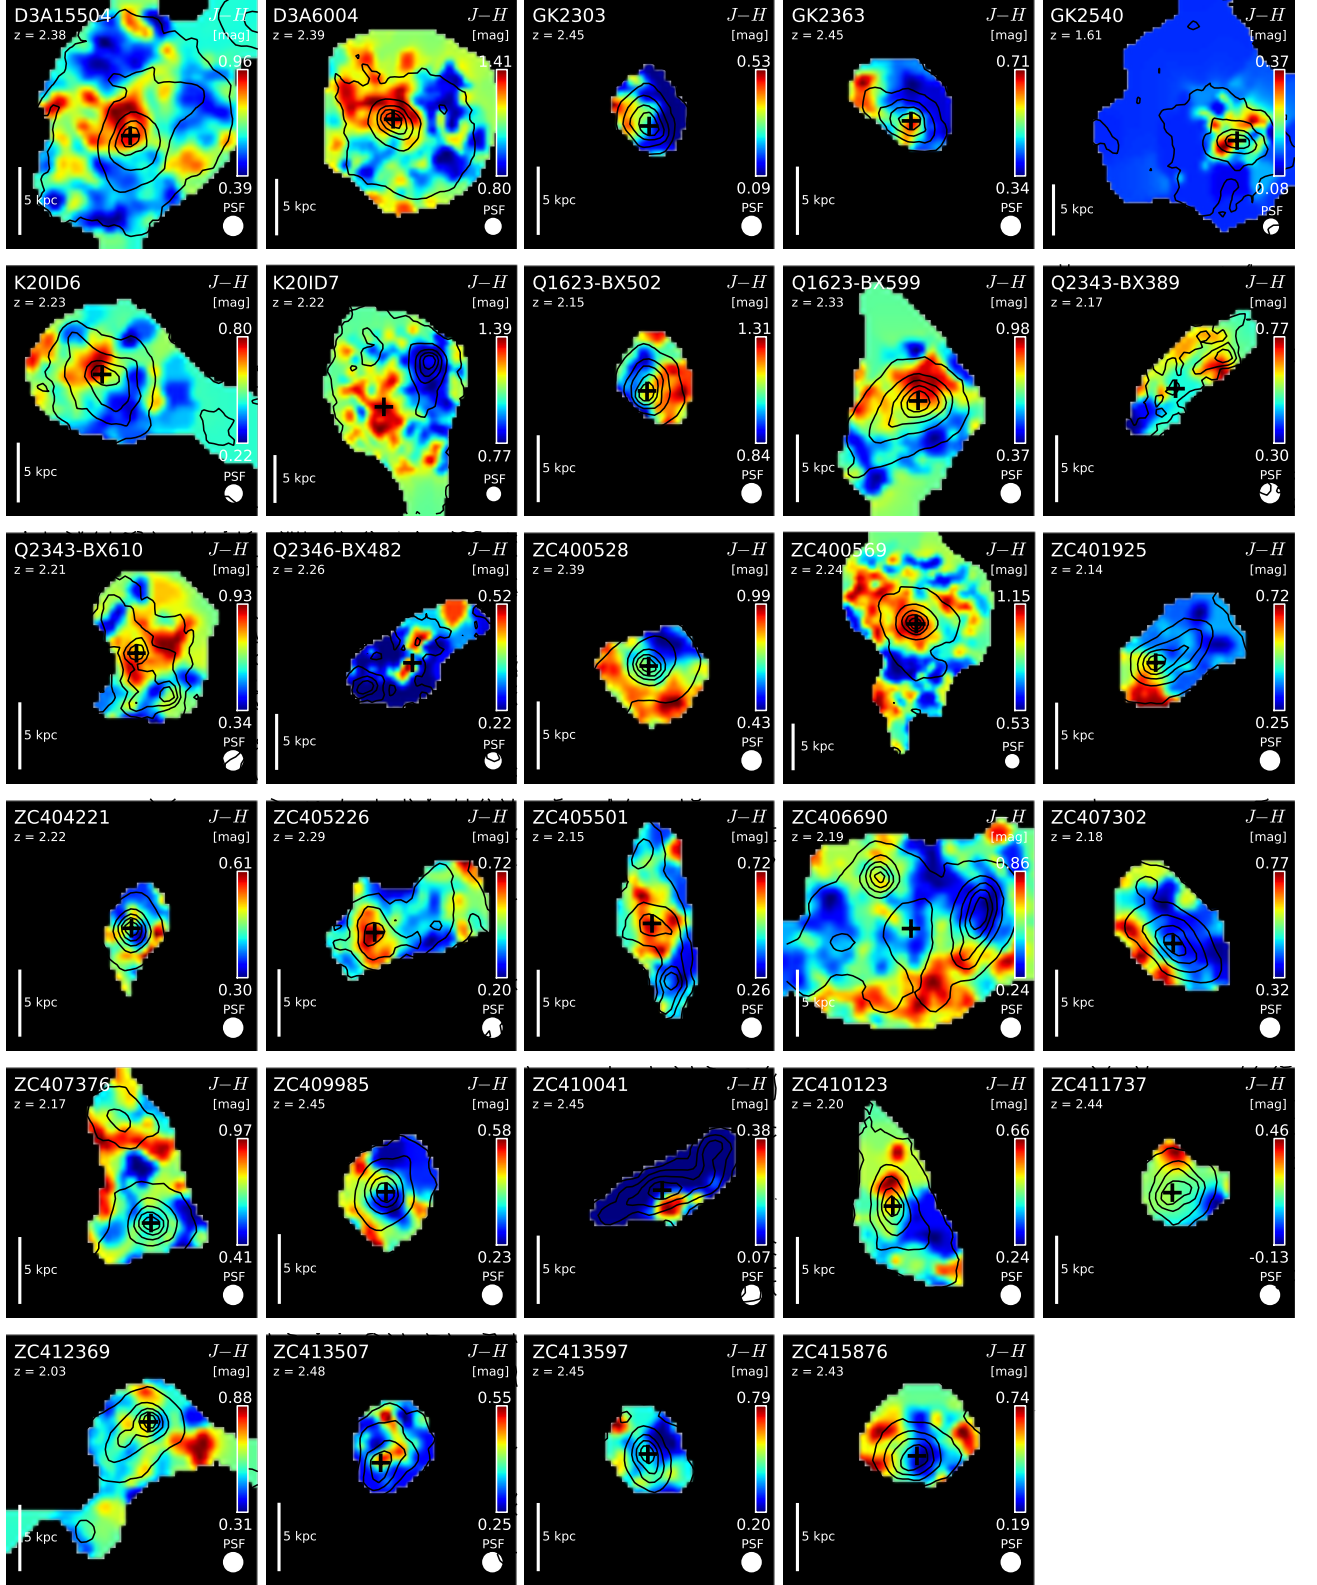 D3A15504 J−H
z = 2.38 [mag]
0.96
0.39
5 kpc
PSF
D3A6004 J−H
z = 2.39 [mag]
1.41
0.80
5 kpc
PSF
GK2303 J−H
z = 2.45 [mag]
0.53
0.09
5 kpc
PSF
GK2363 J−H
z = 2.45 [mag]
0.71
0.34
5 kpc
PSF
GK2540 J−H
z = 1.61 [mag]
0.37
0.08
5 kpc
PSF
K20ID6 J−H
z = 2.23 [mag]
0.80
0.22
5 kpc
PSF
K20ID7 J−H
z = 2.22 [mag]
1.39
0.77
5 kpc
PSF
Q1623-BX502 J−H
z = 2.15 [mag]
1.31
0.84
5 kpc
PSF
Q1623-BX599 J−H
z = 2.33 [mag]
0.98
0.37
5 kpc
PSF
Q2343-BX389 J−H
z = 2.17 [mag]
0.77
0.30
5 kpc
PSF
Q2343-BX610 J−H
z = 2.21 [mag]
0.93
0.34
5 kpc
PSF
Q2346-BX482 J−H
z = 2.26 [mag]
0.52
0.22
5 kpc
PSF
ZC400528 J−H
z = 2.39 [mag]
0.99
0.43
5 kpc
PSF
ZC400569 J−H
z = 2.24 [mag]
1.15
0.53
5 kpc
PSF
ZC401925 J−H
z = 2.14 [mag]
0.72
0.25
5 kpc
PSF
ZC404221 J−H
z = 2.22 [mag]
0.61
0.30
5 kpc
PSF
ZC405226 J−H
z = 2.29 [mag]
0.72
0.20
5 kpc
PSF
ZC405501 J−H
z = 2.15 [mag]
0.72
0.26
5 kpc
PSF
ZC406690 J−H
z = 2.19 [mag]
0.86
0.24
5 kpc
PSF
ZC407302 J−H
z = 2.18 [mag]
0.77
0.32
5 kpc
PSF
ZC407376 J−H
z = 2.17 [mag]
0.97
0.41
5 kpc
PSF
ZC409985 J−H
z = 2.45 [mag]
0.58
0.23
5 kpc
PSF
ZC410041 J−H
z = 2.45 [mag]
0.38
0.07
5 kpc
PSF
ZC410123 J−H
z = 2.20 [mag]
0.66
0.24
5 kpc
PSF
ZC411737 J−H
z = 2.44 [mag]
0.46
-0.13
5 kpc
PSF
ZC412369 J−H
z = 2.03 [mag]
0.88
0.31
5 kpc
PSF
ZC413507 J−H
z = 2.48 [mag]
0.55
0.25
5 kpc
PSF
ZC413597 J−H
z = 2.45 [mag]
0.79
0.20
5 kpc
PSF
ZC415876 J−H
z = 2.43 [mag]
0.74
0.19
5 kpc
PSF